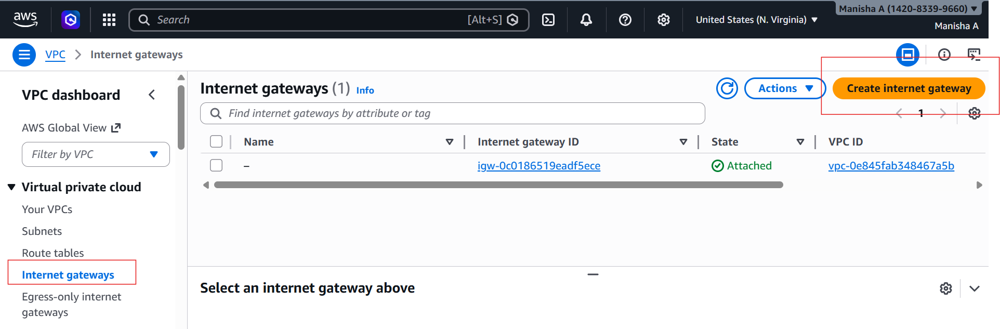 aws
Search [Alt+S]
United States (N. Virginia)
Manisha A (1420-8339-9660)
Manisha A
VPC Internet gateways
VPC dashboard
AWS Global View
Filter by VPC
Virtual private cloud
Your VPCs
Subnets
Route tables
Internet gateways
Egress-only internet
gateways
Internet gateways (1) Info
Actions
Create internet gateway
Find internet gateways by attribute or tag
1
Name Internet gateway ID State VPC ID
– igw-0c0186519eadf5ece Attached vpc-0e845fab348467a5b
Select an internet gateway above